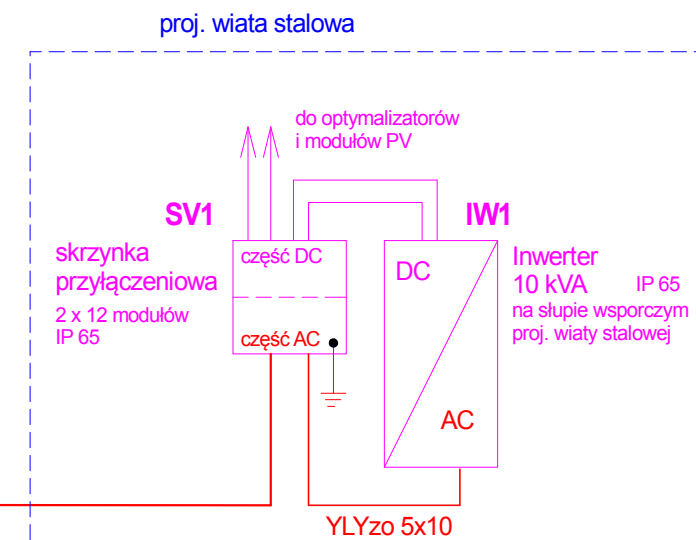 proj. wiata stalowa
do optymalizatorów
i modułów PV
SV1
IW1
skrzynka
przyłączeniowa
2 x 12 modułów
IP 65
część DC
część AC
DC
AC
Inwerter
10 kVA IP 65
na słupie wsporczym
proj. wiaty stalowej
YLYzo 5x10